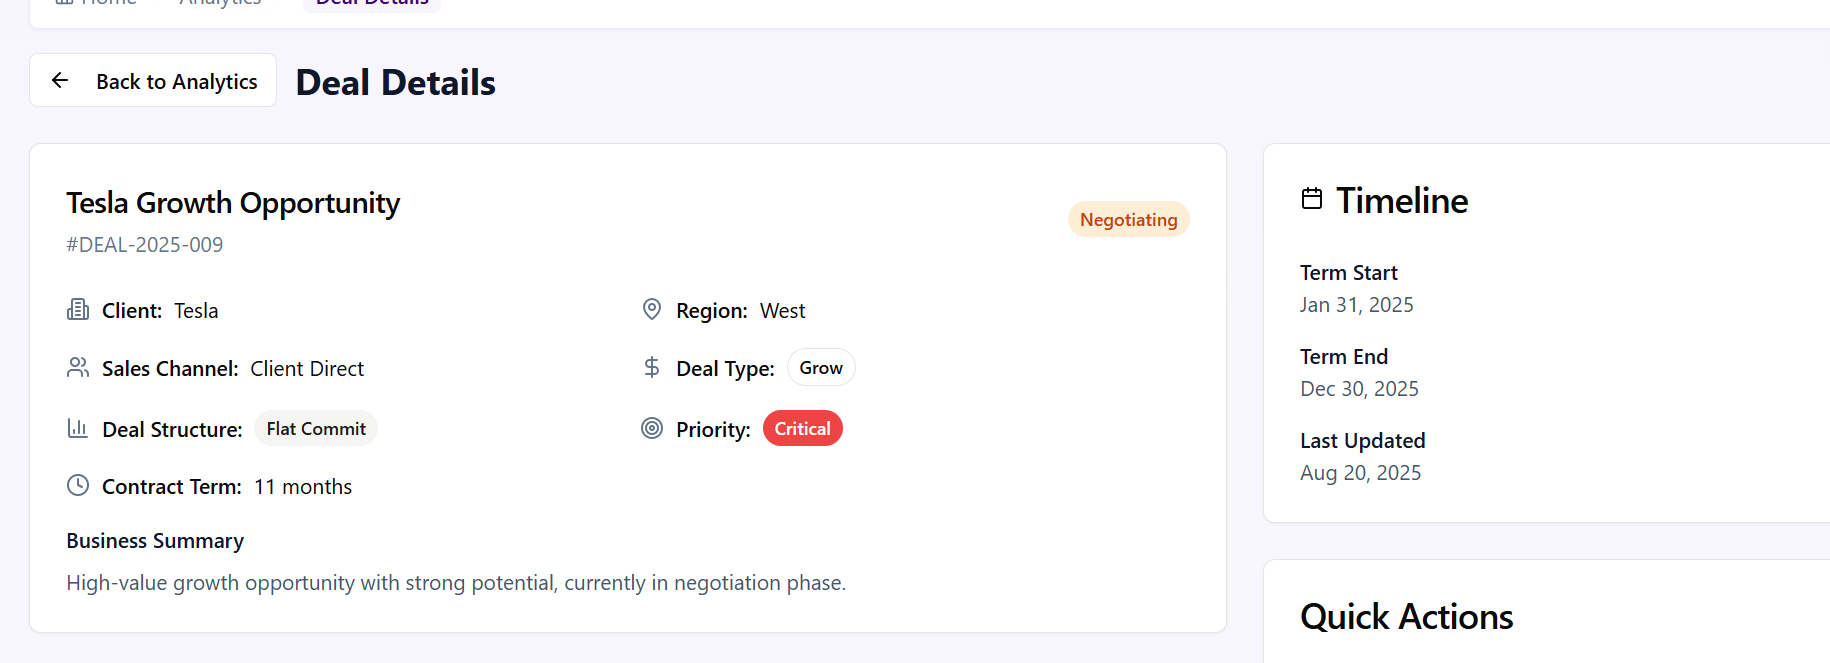 Home Analytics Deal Details
Back to Analytics
Deal Details
Tesla Growth Opportunity
#DEAL-2025-009
Negotiating
Client: Tesla
Region: West
Sales Channel: Client Direct
Deal Type: Grow
Deal Structure: Flat Commit
Priority: Critical
Contract Term: 11 months
Business Summary
High-value growth opportunity with strong potential, currently in negotiation phase.
Timeline
Term Start
Jan 31, 2025
Term End
Dec 30, 2025
Last Updated
Aug 20, 2025
Quick Actions